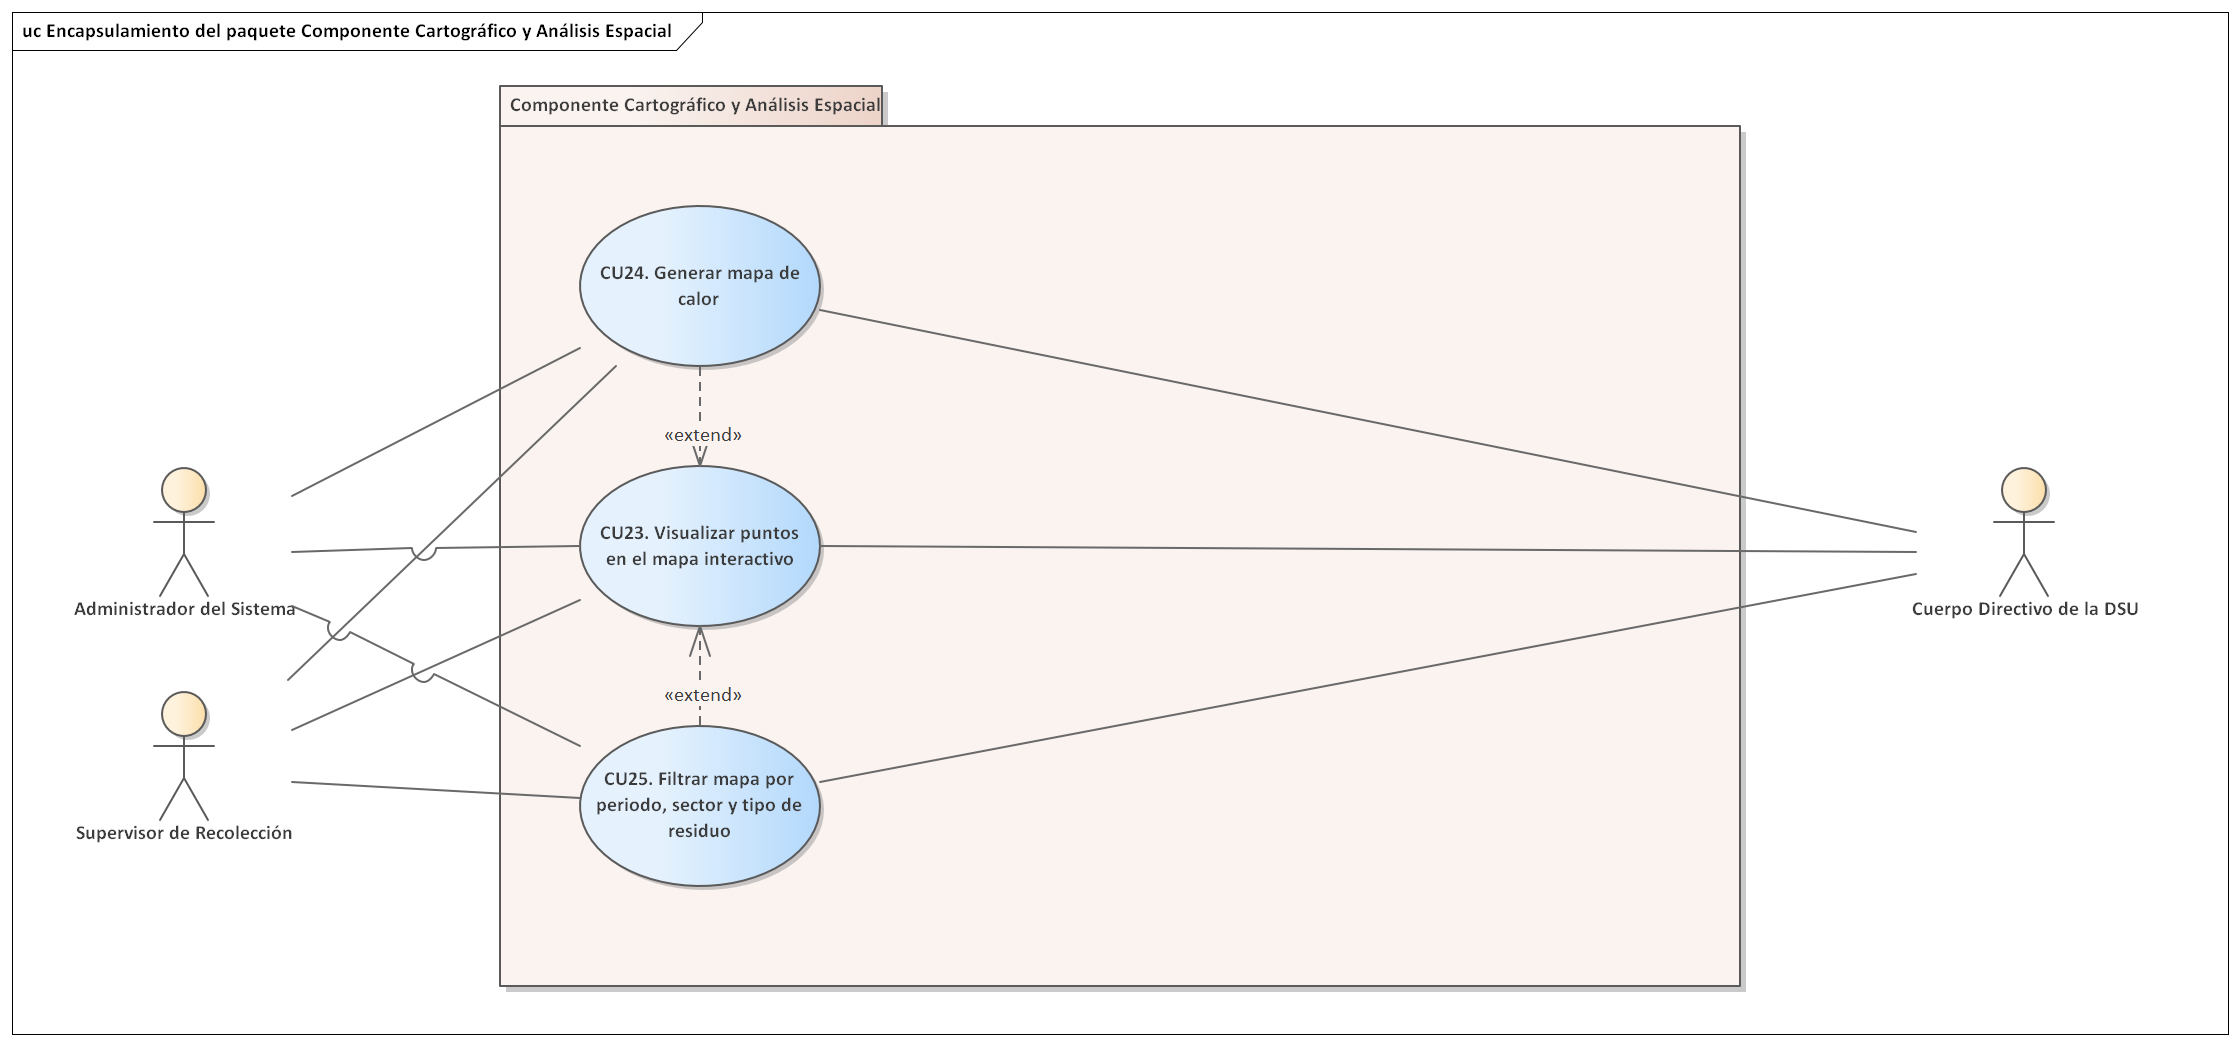 uc Encapsulamiento del paquete Componente Cartográfico y Análisis Espacial
Componente Cartográfico y Análisis Espacial
CU24. Generar mapa de
calor
«extend»
CU23. Visualizar puntos
en el mapa interactivo
Administrador del Sistema
Cuerpo Directivo de la DSU
«extend»
CU25. Filtrar mapa por
periodo, sector y tipo de
residuo
Supervisor de Recolección